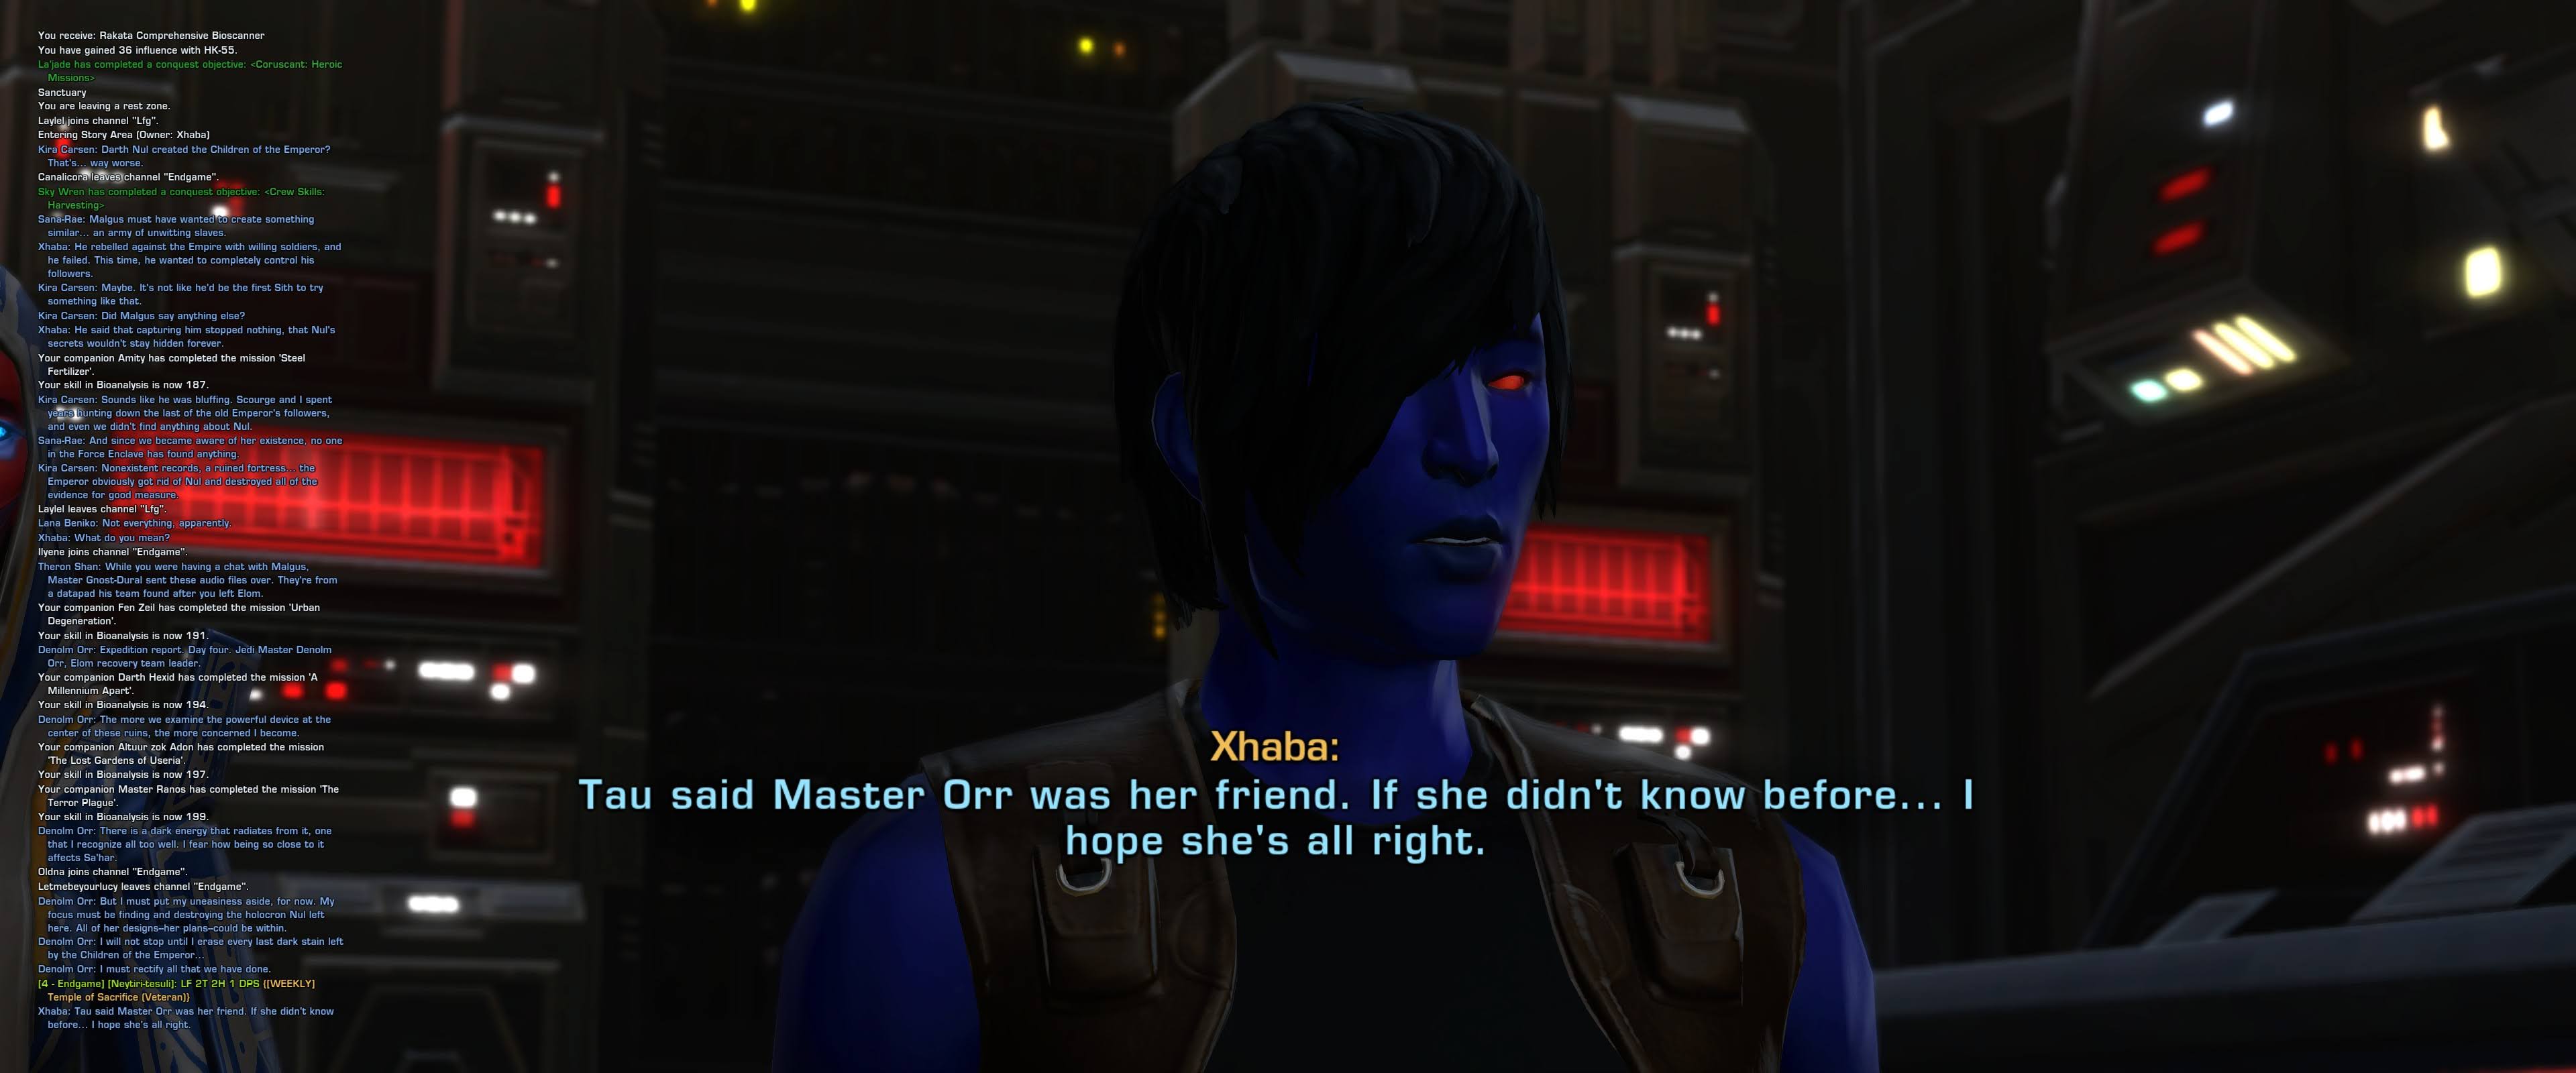 You receive: Rakata Comprehensive Bioscanner
You have gained 36 influence with HK-55.
La'jade has completed a conquest objective: <Coruscant: Heroic
Missions>
Sanctuary
You are leaving a rest zone.
Laylel joins channel "Lfg".
Entering Story Area (Owner: Xhaba)
Kira Carsen: Darth Nul created the Children of the Emperor?
That's... way worse.
Canalicora leaves channel "Endgame".
Sky Wren has completed a conquest objective: <Crew Skills:
Harvesting>
Sana-Rae: Malgus must have wanted to create something
similar... an army of unwitting slaves.
Xhaba: He rebelled against the Empire with willing soldiers, and
he failed. This time, he wanted to completely control his
followers.
Kira Carsen: Maybe. It's not like he'd be the first Sith to try
something like that.
Kira Carsen: Did Malgus say anything else?
Xhaba: He said that capturing him stopped nothing, that Nul's
secrets wouldn't stay hidden forever.
Your companion Amity has completed the mission 'Steel
Fertilizer'.
Your skill in Bioanalysis is now 187.
Kira Carsen: Sounds like he was bluffing. Scourge and I spent
years hunting down the last of the old Emperor's followers,
and even we didn't find anything about Nul.
Sana-Rae: And since we became aware of her existence, no one
in the Force Enclave has found anything.
Kira Carsen: Nonexistent records, a ruined fortress... the
Emperor obviously got rid of Nul and destroyed all of the
evidence for good measure.
Laylel leaves channel "Lfg".
Lana Beniko: Not everything, apparently.
Xhaba: What do you mean?
Ilyene joins channel "Endgame".
Theron Shan: While you were having a chat with Malgus,
Master Gnost-Dural sent these audio files over. They're from
a datapad his team found after you left Elom.
Your companion Fen Zeil has completed the mission 'Urban
Degeneration'.
Your skill in Bioanalysis is now 191.
Denolm Orr: Expedition report. Day four. Jedi Master Denolm
Orr, Elom recovery team leader.
Your companion Darth Hexid has completed the mission 'A
Millennium Apart'.
Your skill in Bioanalysis is now 194.
Denolm Orr: The more we examine the powerful device at the
center of these ruins, the more concerned I become.
Your companion Altuur zok Adon has completed the mission
'The Lost Gardens of Useria'.
Your skill in Bioanalysis is now 197.
Your companion Master Ranos has completed the mission 'The
Terror Plague'.
Your skill in Bioanalysis is now 199.
Denolm Orr: There is a dark energy that radiates from it, one
that I recognize all too well. I fear how being so close to it
affects Sa'har.
Oldna joins channel "Endgame".
Letmebeyourlucy leaves channel "Endgame".
Denolm Orr: But I must put my uneasiness aside, for now. My
focus must be finding and destroying the holocron Nul left
here. All of her designs—her plans—could be within.
Denolm Orr: I will not stop until I erase every last dark stain left
by the Children of the Emperor...
Denolm Orr: I must rectify all that we have done.
[4 - Endgame] [Neytiri-tesuli]: LF 2T 2H 1 DPS {[WEEKLY]
Temple of Sacrifice (Veteran)}
Xhaba: Tau said Master Orr was her friend. If she didn't know
before... I hope she's all right.
Xhaba:
Tau said Master Orr was her friend. If she didn't know before... I
hope she's all right.